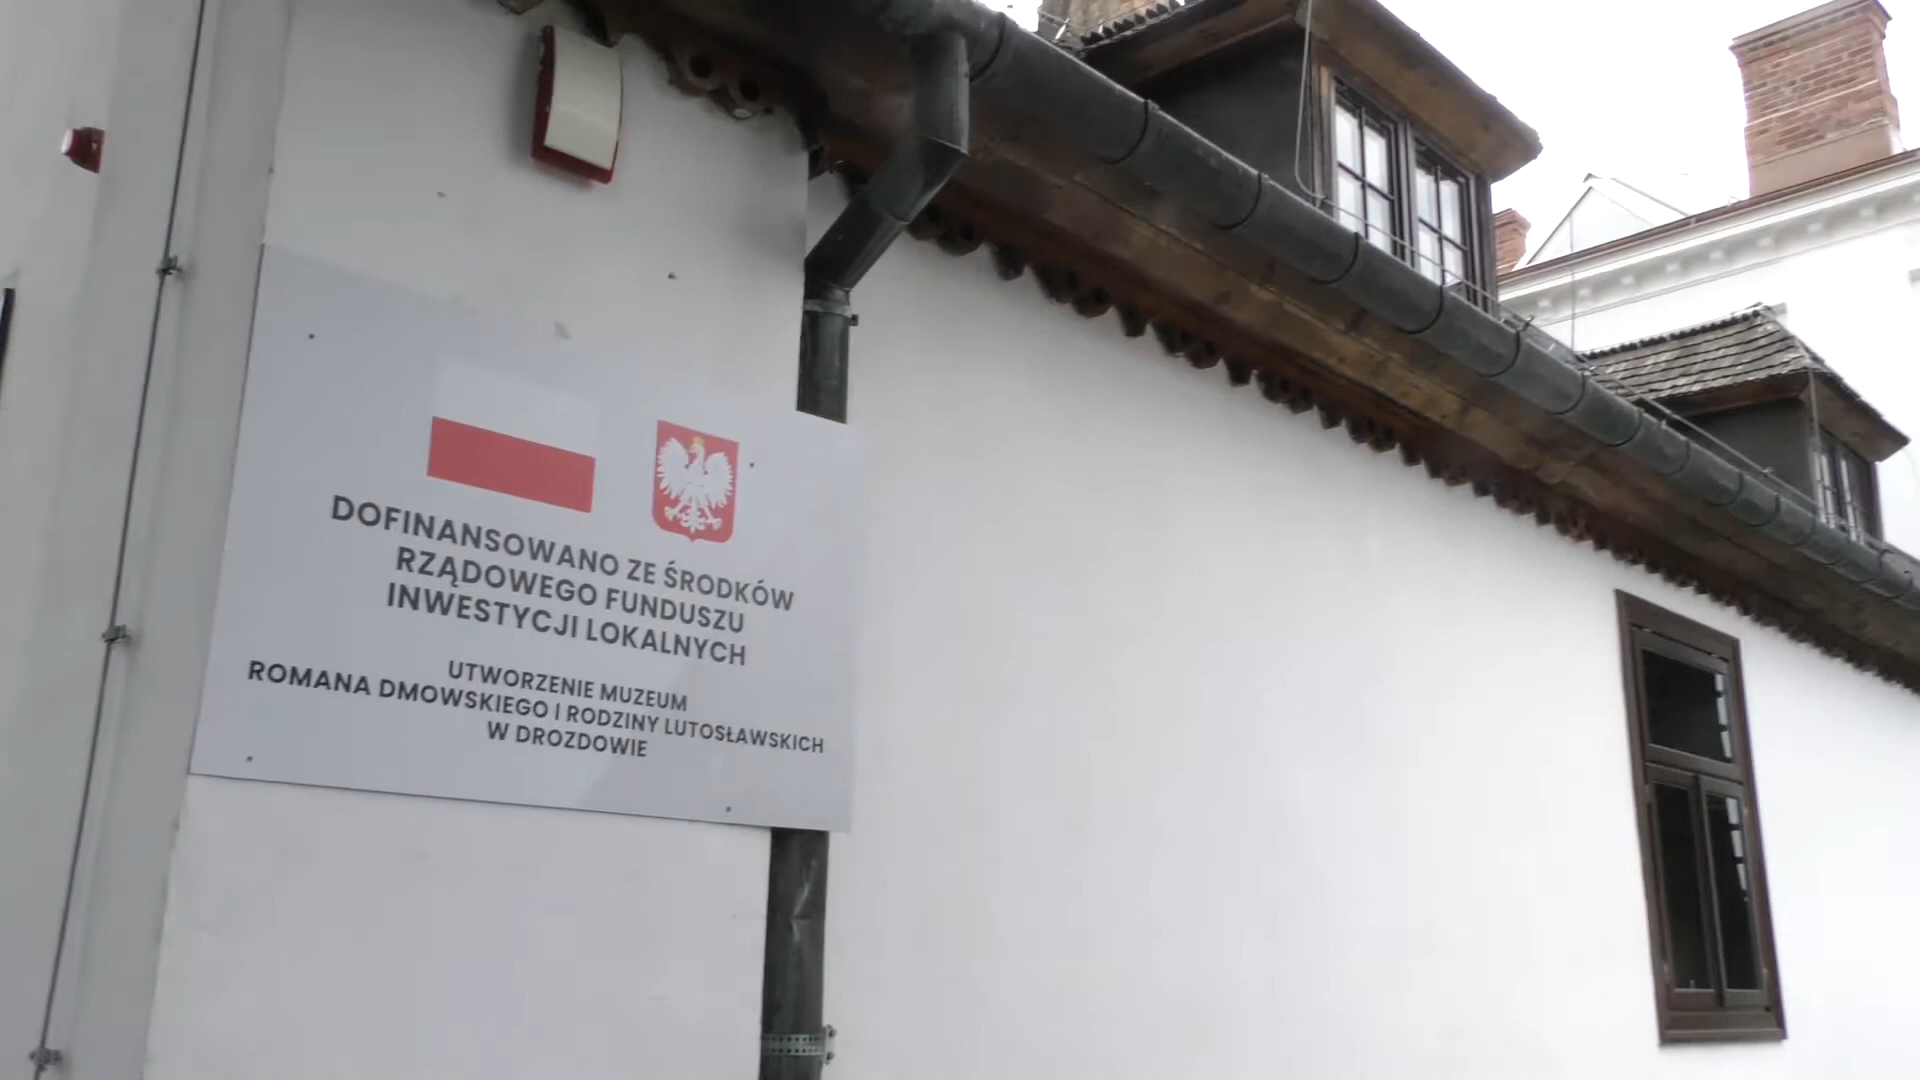 DOFINANSOWANO ZE ŚRODKÓW
RZĄDOWEGO FUNDUSZU
INWESTYCJI LOKALNYCH
UTWORZENIE MUZEUM
ROMANA DMOWSKIEGO I RODZINY LUTOSŁAWSKICH
W DROZDOWIE